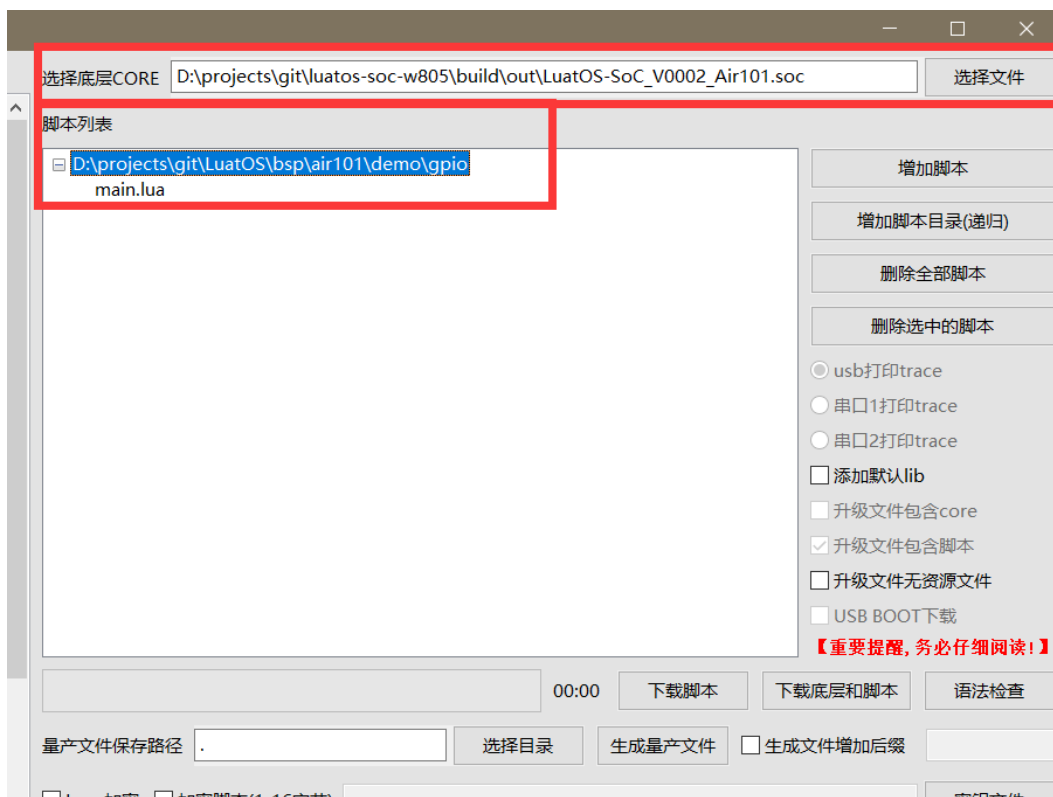 选择底层CORE D:\projects\git\luatos-soc-w805\build\out\LuatOS-SoC_V0002_Air101.soc 选择文件
脚本列表
D:\projects\git\LuatOS\bsp\air101\demo\gpio
main.lua
增加脚本
增加脚本目录(递归)
删除全部脚本
删除选中的脚本
usb打印trace
串口1打印trace
串口2打印trace
添加默认lib
升级文件包含core
升级文件包含脚本
升级文件无资源文件
USB BOOT下载
【重要提醒,务必仔细阅读!】
00:00 下载脚本 下载底层和脚本 语法检查
量产文件保存路径 . 选择目录 生成量产文件 生成文件增加后缀